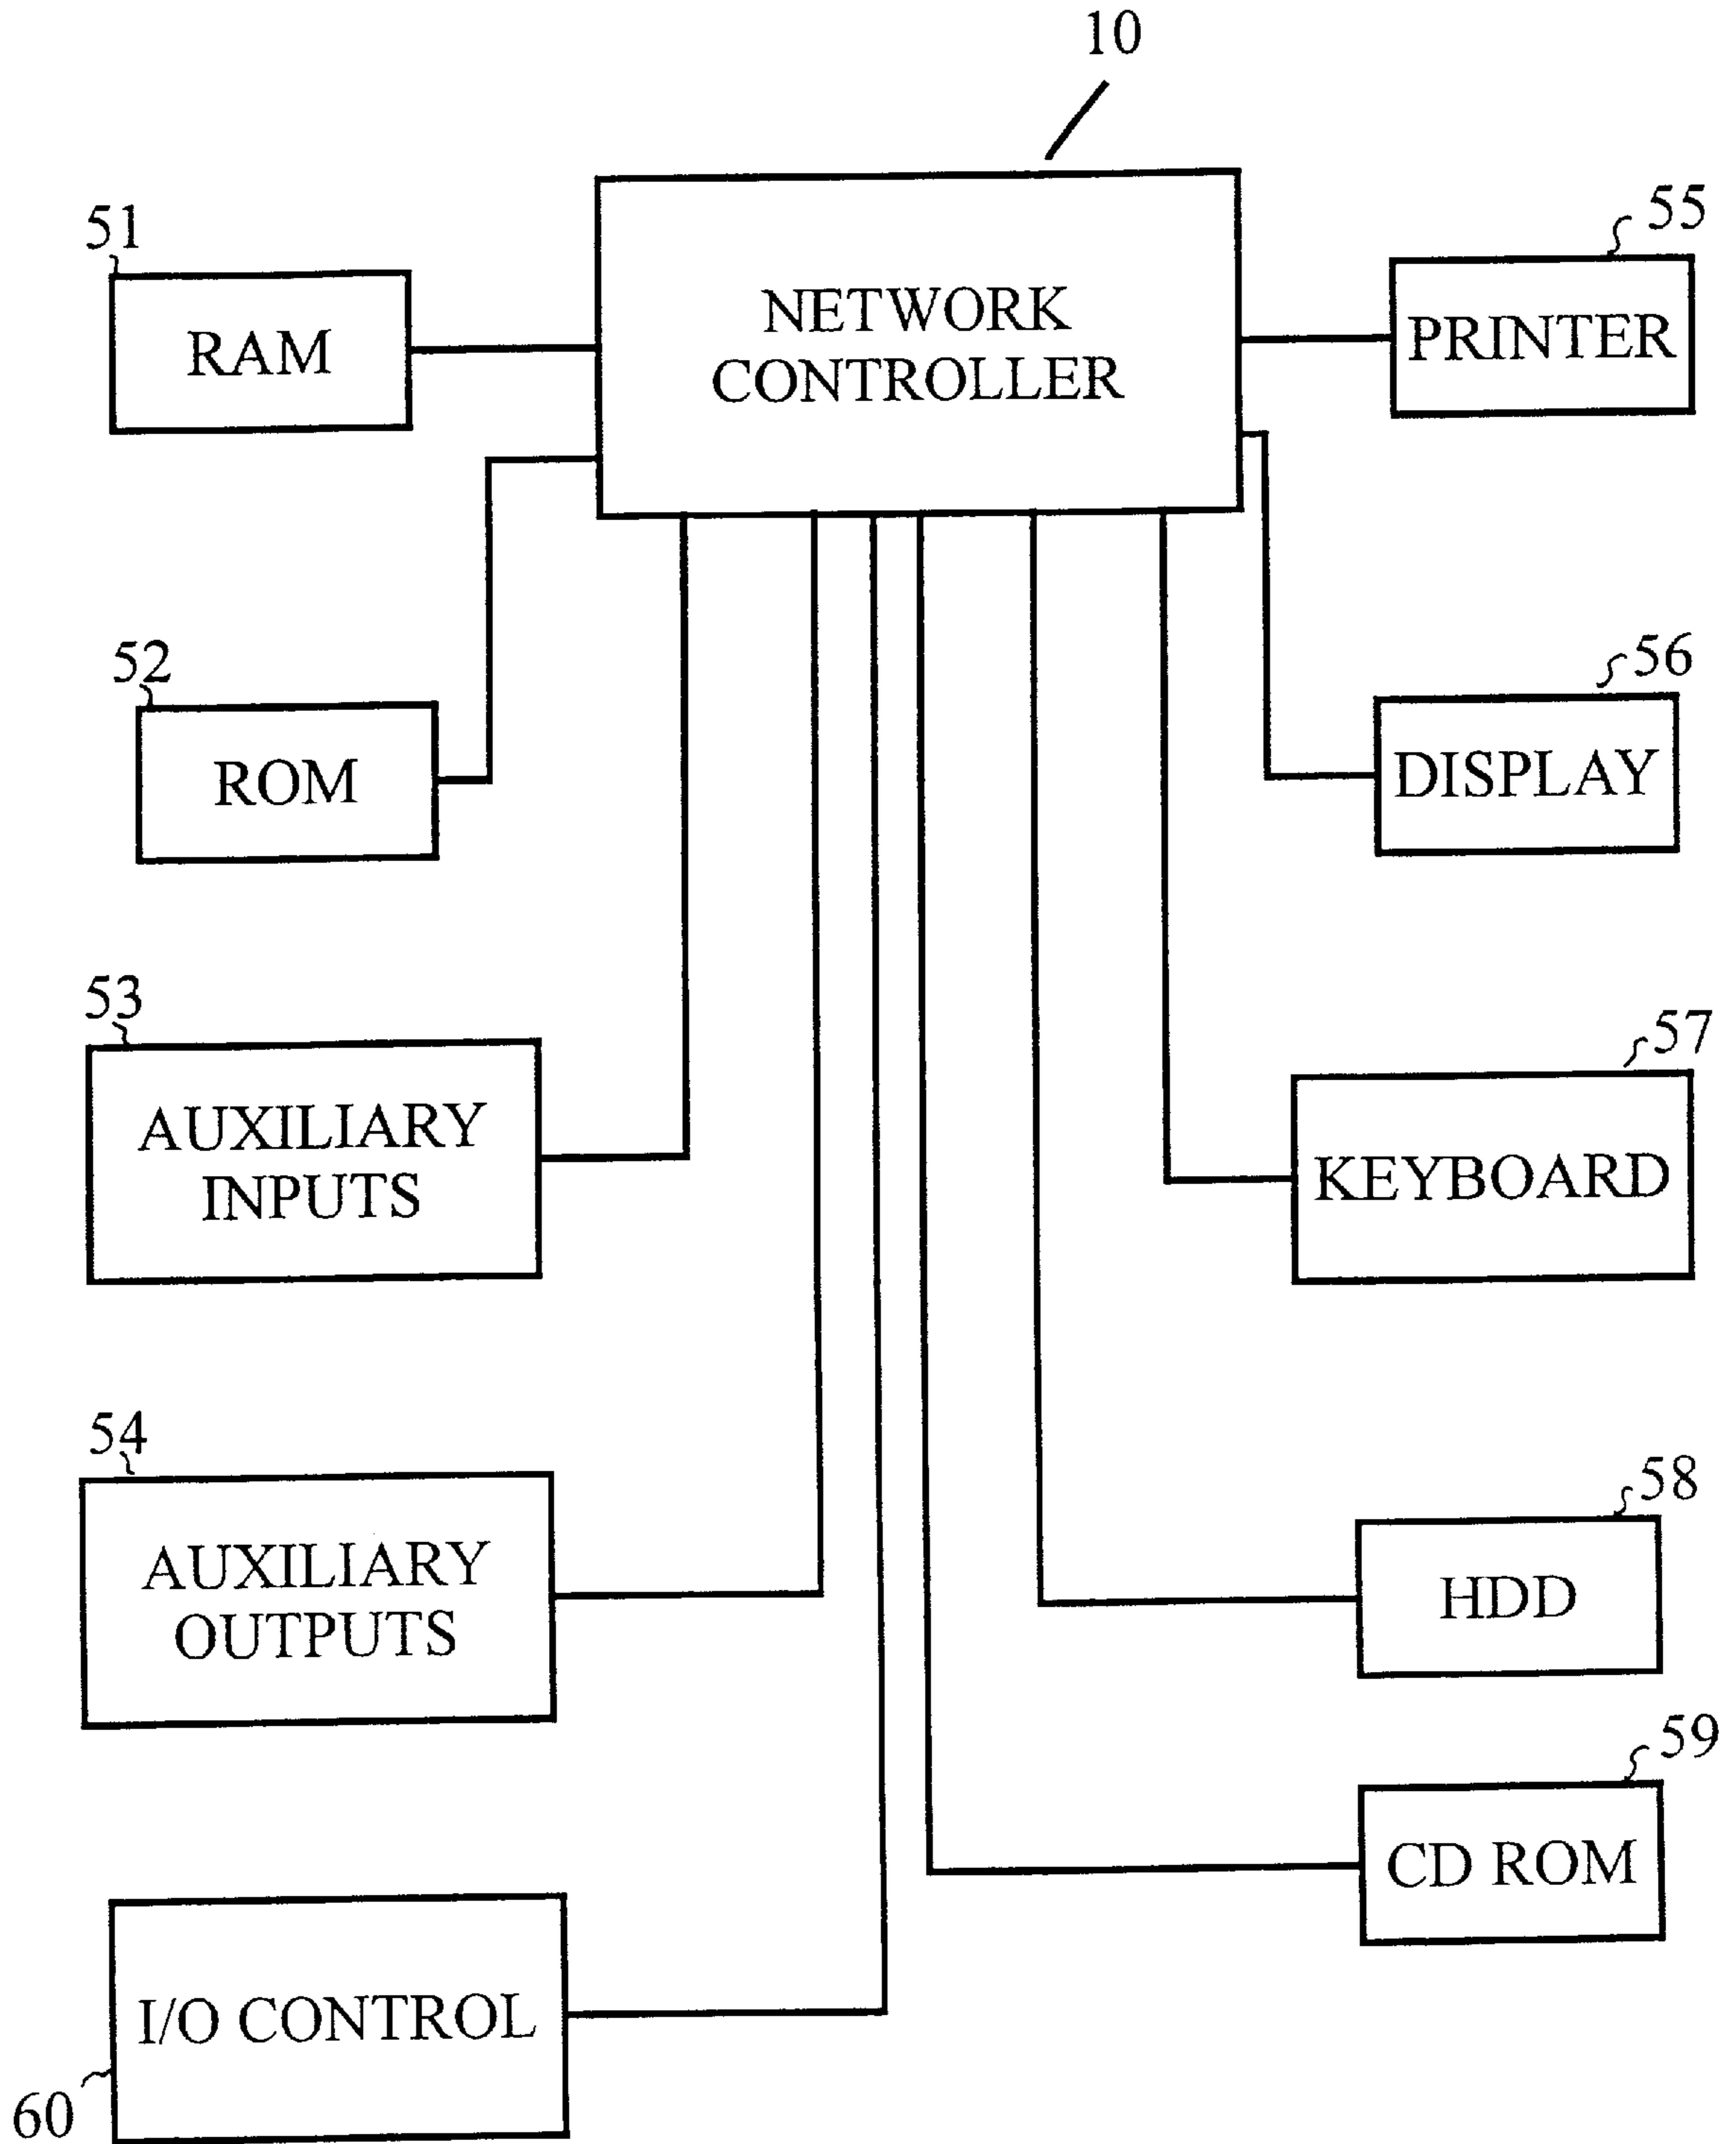 10
51
RAM
NETWORK
CONTROLLER
55
PRINTER
52
ROM
56
DISPLAY
53
AUXILIARY
INPUTS
57
KEYBOARD
54
AUXILIARY
OUTPUTS
58
HDD
59
CD ROM
I/O CONTROL
60